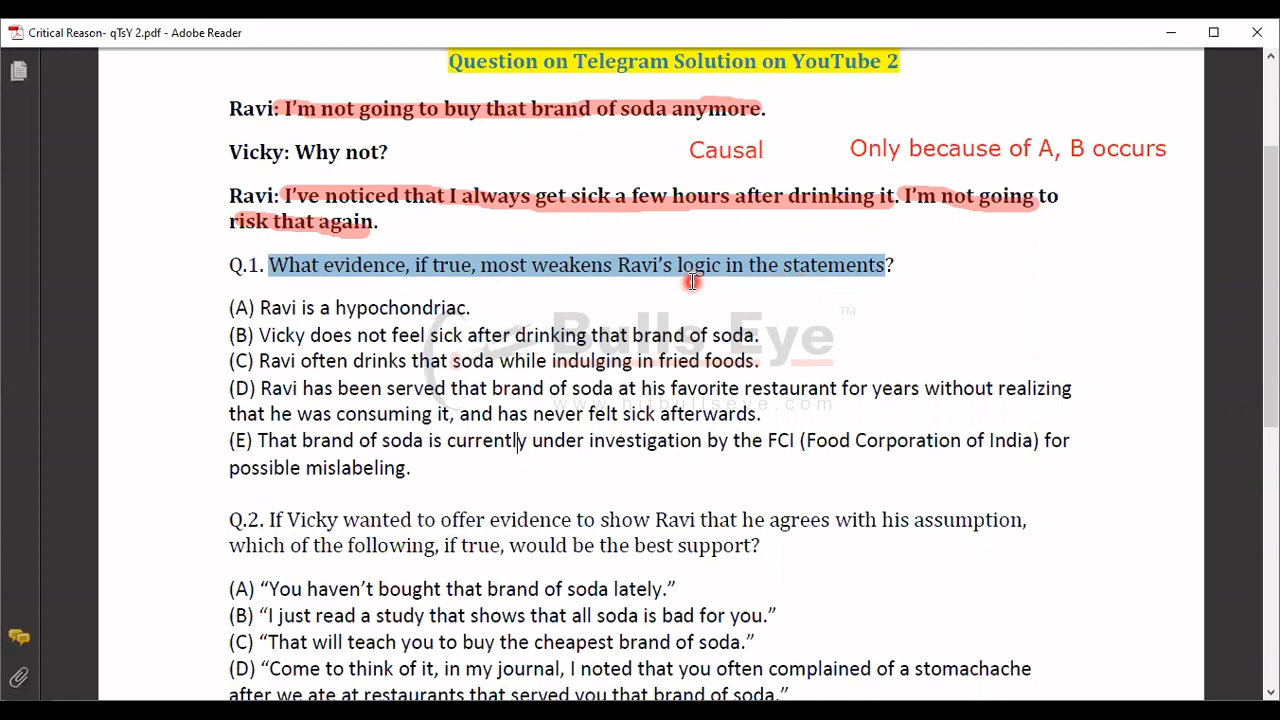 Critical Reason- qTsY 2.pdf - Adobe Reader
Question on Telegram Solution on YouTube 2
Ravi: I'm not going to buy that brand of soda anymore.
Vicky: Why not?
Causal
Only because of A, B occurs
Ravi: I've noticed that I always get sick a few hours after drinking it. I'm not going to
risk that again.
Q.1. What evidence, if true, most weakens Ravi's logic in the statements?
(A) Ravi is a hypochondriac.
(B) Vicky does not feel sick after drinking that brand of soda.
(C) Ravi often drinks that soda while indulging in fried foods.
(D) Ravi has been served that brand of soda at his favorite restaurant for years without realizing
that he was consuming it, and has never felt sick afterwards.
(E) That brand of soda is currently under investigation by the FCI (Food Corporation of India) for
possible mislabeling.
Bulls Eye™
www.hitbullseye.com
Q.2. If Vicky wanted to offer evidence to show Ravi that he agrees with his assumption,
which of the following, if true, would be the best support?
(A) “You haven't bought that brand of soda lately.”
(B) “I just read a study that shows that all soda is bad for you.”
(C) “That will teach you to buy the cheapest brand of soda.”
(D) “Come to think of it, in my journal, I noted that you often complained of a stomachache
after we ate at restaurants that served you that brand of soda.”